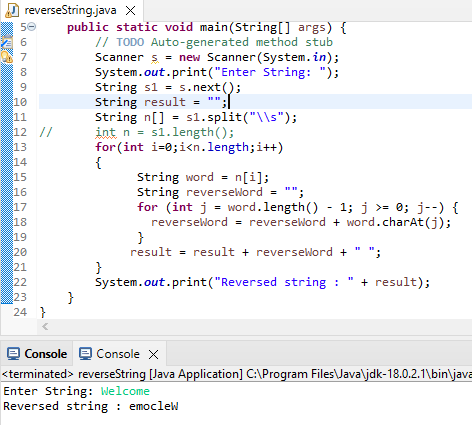 reverseString.java
5 public static void main(String[] args) {
6 // TODO Auto-generated method stub
7 Scanner s = new Scanner(System.in);
8 System.out.print("Enter String: ");
9 String s1 = s.next();
10 String result = "";
11 String n[] = s1.split("\\s");
12 // int n = s1.length();
13 for(int i=0;i<n.length;i++)
14 {
15 String word = n[i];
16 String reverseWord = "";
17 for (int j = word.length() - 1; j >= 0; j--) {
18 reverseWord = reverseWord + word.charAt(j);
19 }
20 result = result + reverseWord + " ";
21 }
22 System.out.print("Reversed string : " + result);
23 }
24 }
Console Console
<terminated> reverseString [Java Application] C:\Program Files\Java\jdk-18.0.2.1\bin\java
Enter String: Welcome
Reversed string : emocleW